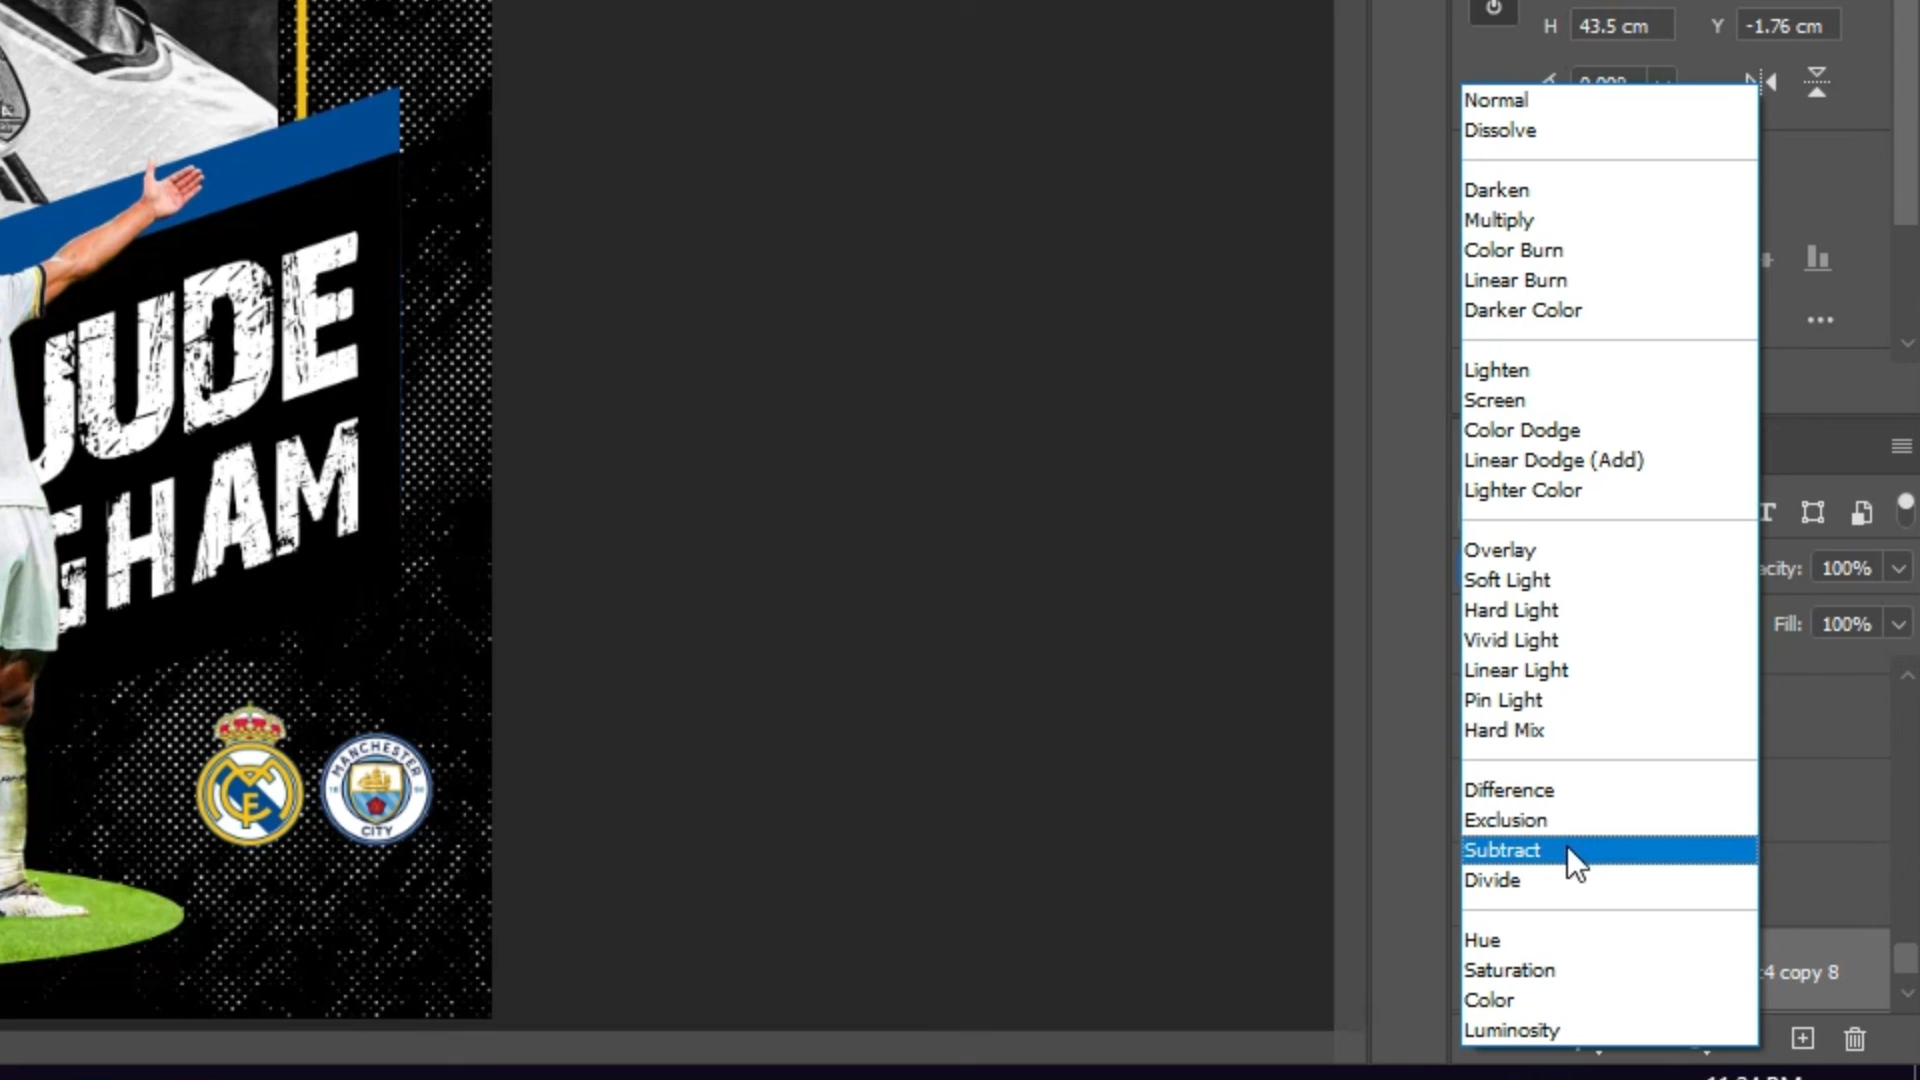 H 43.5 cm Y -1.76 cm
Normal
Dissolve
Darken
Multiply
Color Burn
Linear Burn
Darker Color
Lighten
Screen
Color Dodge
Linear Dodge (Add)
Lighter Color
Overlay
Soft Light
Hard Light
Vivid Light
Linear Light
Pin Light
Hard Mix
Difference
Exclusion
Subtract
Divide
Hue
Saturation
Color
Luminosity
acity: 100%
Fill: 100%
4 copy 8
JUDE
GHAM
MANCHESTER
CITY